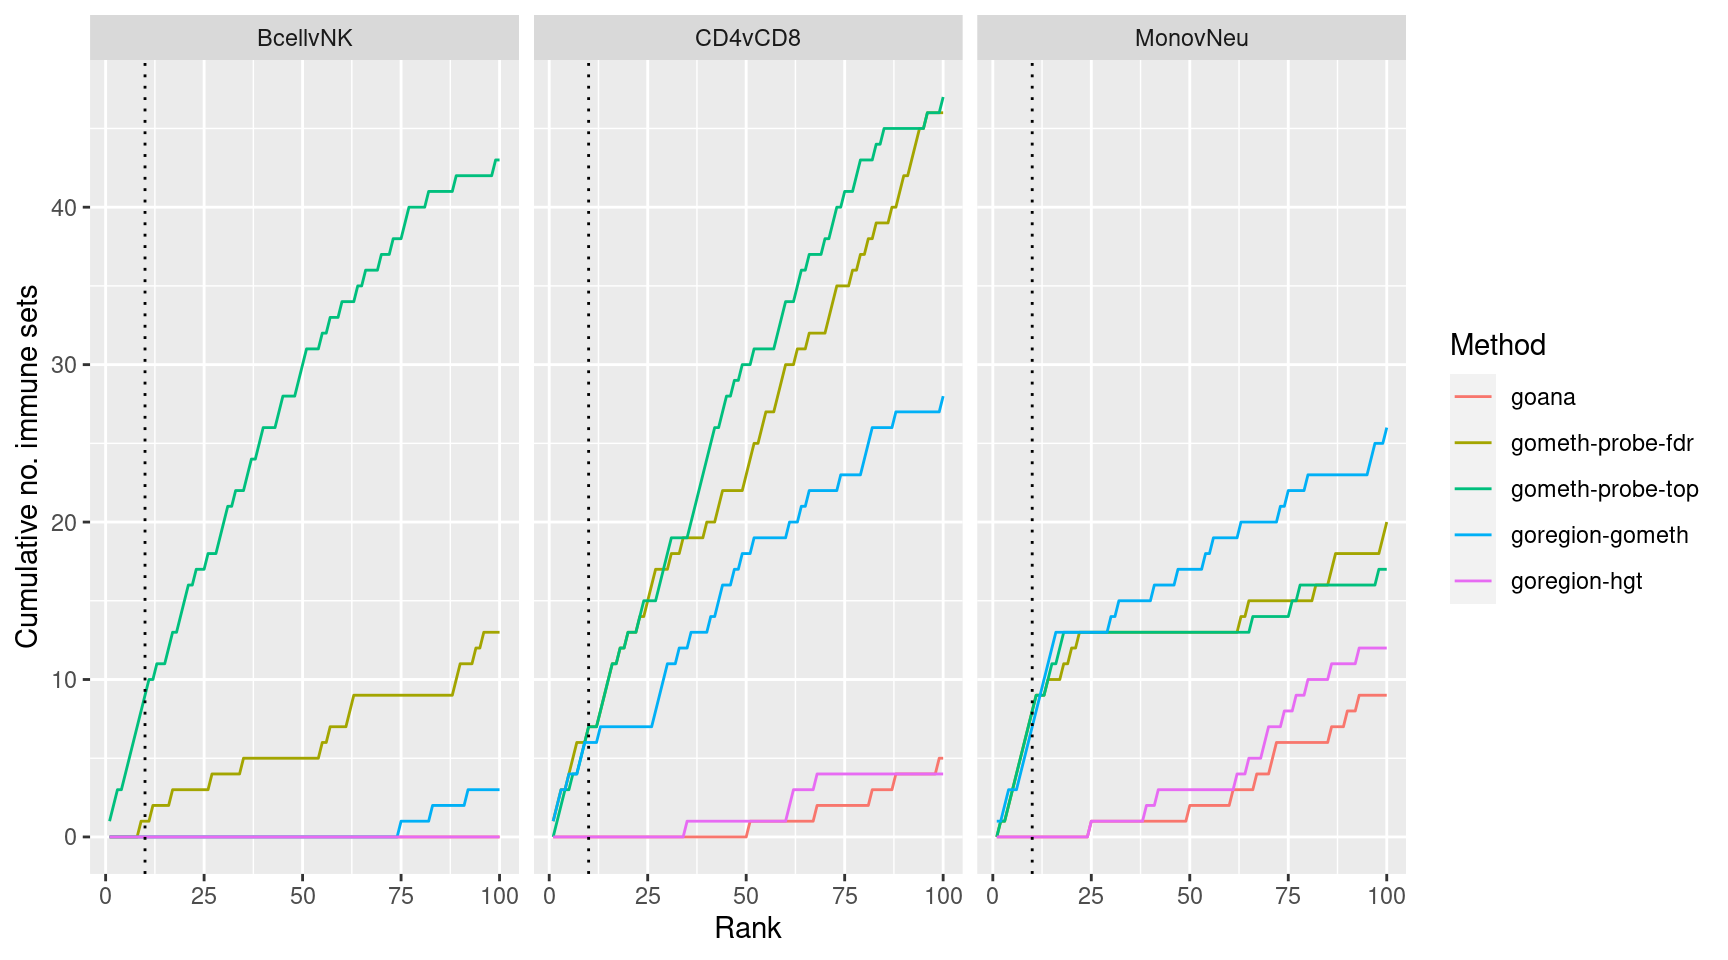 BcellvNK CD4vCD8 MonovNeu
Cumulative no. immune sets
40
30
20
10
0
0 25 50 75 100 0 25 50 75 100 0 25 50 75 100
Rank
Method
goana
gometh-probe-fdr
gometh-probe-top
goregion-gometh
goregion-hgt